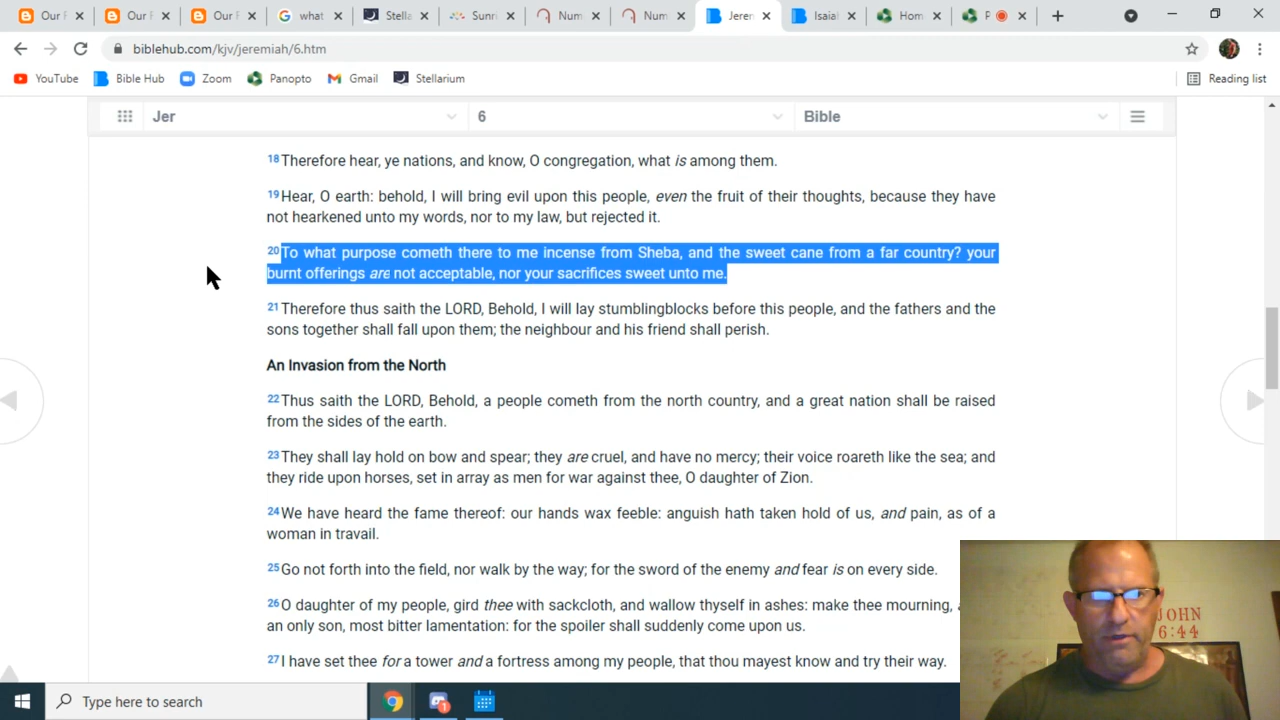 Our F
Our F
Our F
what
Stella
Sunri
Num
Num
Jerem
Isaiah
Hom
P
biblehub.com/kjv/jeremiah/6.htm
YouTube Bible Hub Zoom Panopto Gmail Stellarium Reading list
Jer 6 Bible
18 Therefore hear, ye nations, and know, O congregation, what is among them.
19 Hear, O earth: behold, I will bring evil upon this people, even the fruit of their thoughts, because they have
not hearkened unto my words, nor to my law, but rejected it.
20 To what purpose cometh there to me incense from Sheba, and the sweet cane from a far country? your
burnt offerings are not acceptable, nor your sacrifices sweet unto me.
21 Therefore thus saith the LORD, Behold, I will lay stumblingblocks before this people, and the fathers and the
sons together shall fall upon them; the neighbour and his friend shall perish.
An Invasion from the North
22 Thus saith the LORD, Behold, a people cometh from the north country, and a great nation shall be raised
from the sides of the earth.
23 They shall lay hold on bow and spear; they are cruel, and have no mercy; their voice roareth like the sea; and
they ride upon horses, set in array as men for war against thee, O daughter of Zion.
24 We have heard the fame thereof: our hands wax feeble: anguish hath taken hold of us, and pain, as of a
woman in travail.
25 Go not forth into the field, nor walk by the way; for the sword of the enemy and fear is on every side.
26 O daughter of my people, gird thee with sackcloth, and wallow thyself in ashes: make thee mourning,
an only son, most bitter lamentation: for the spoiler shall suddenly come upon us.
27 I have set thee for a tower and a fortress among my people, that thou mayest know and try their way.
JOHN
6:44
Type here to search
1